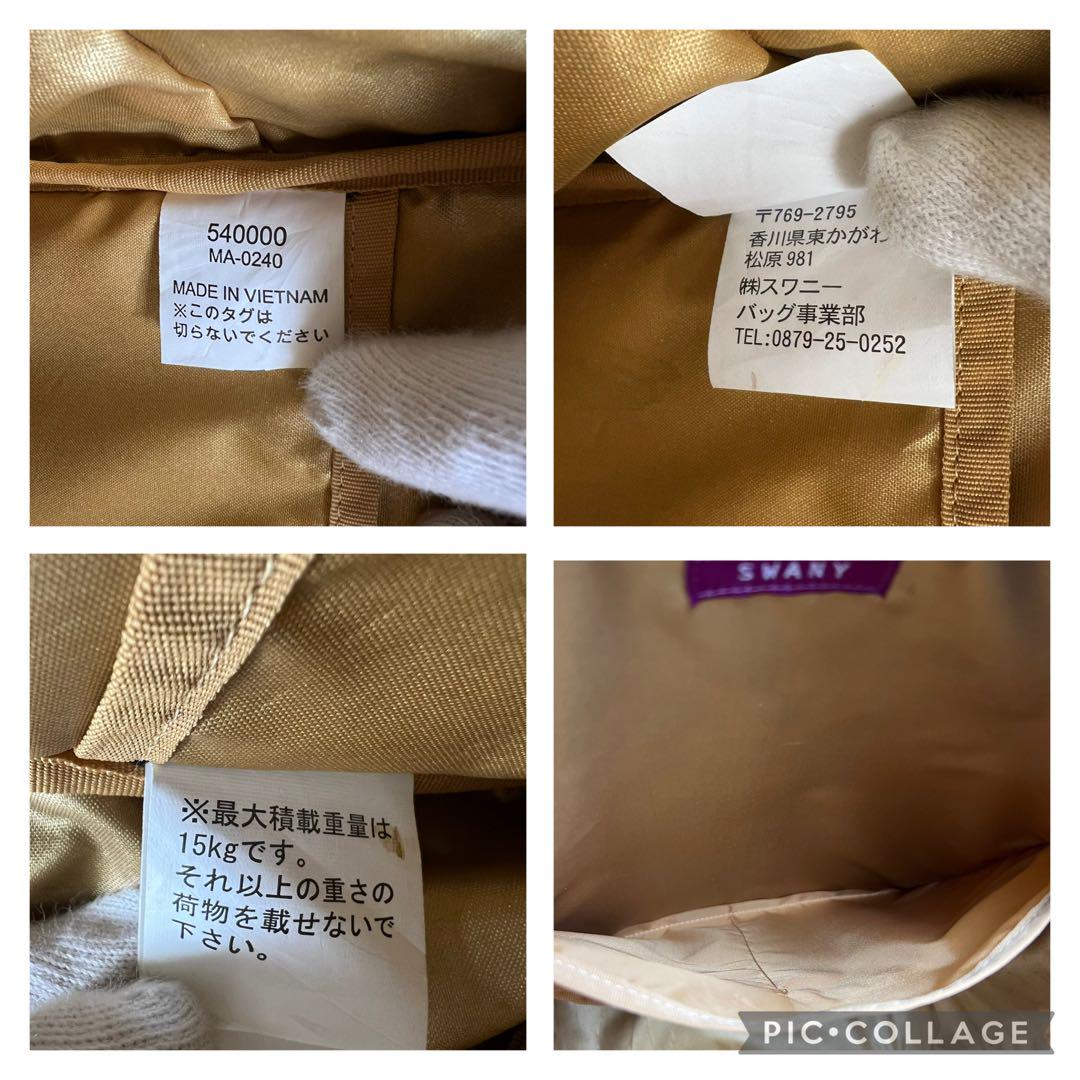 540000
MA-0240
MADE IN VIETNAM
※このタグは
切らないでください
〒769-2795
香川県東かがわ
松原981
㈱スワニー
バッグ事業部
TEL:0879-25-0252
※最大積載重量は
15kgです。
それ以上の重さの
荷物を載せないで
下さい。
SWANY
PIC•COLLAGE